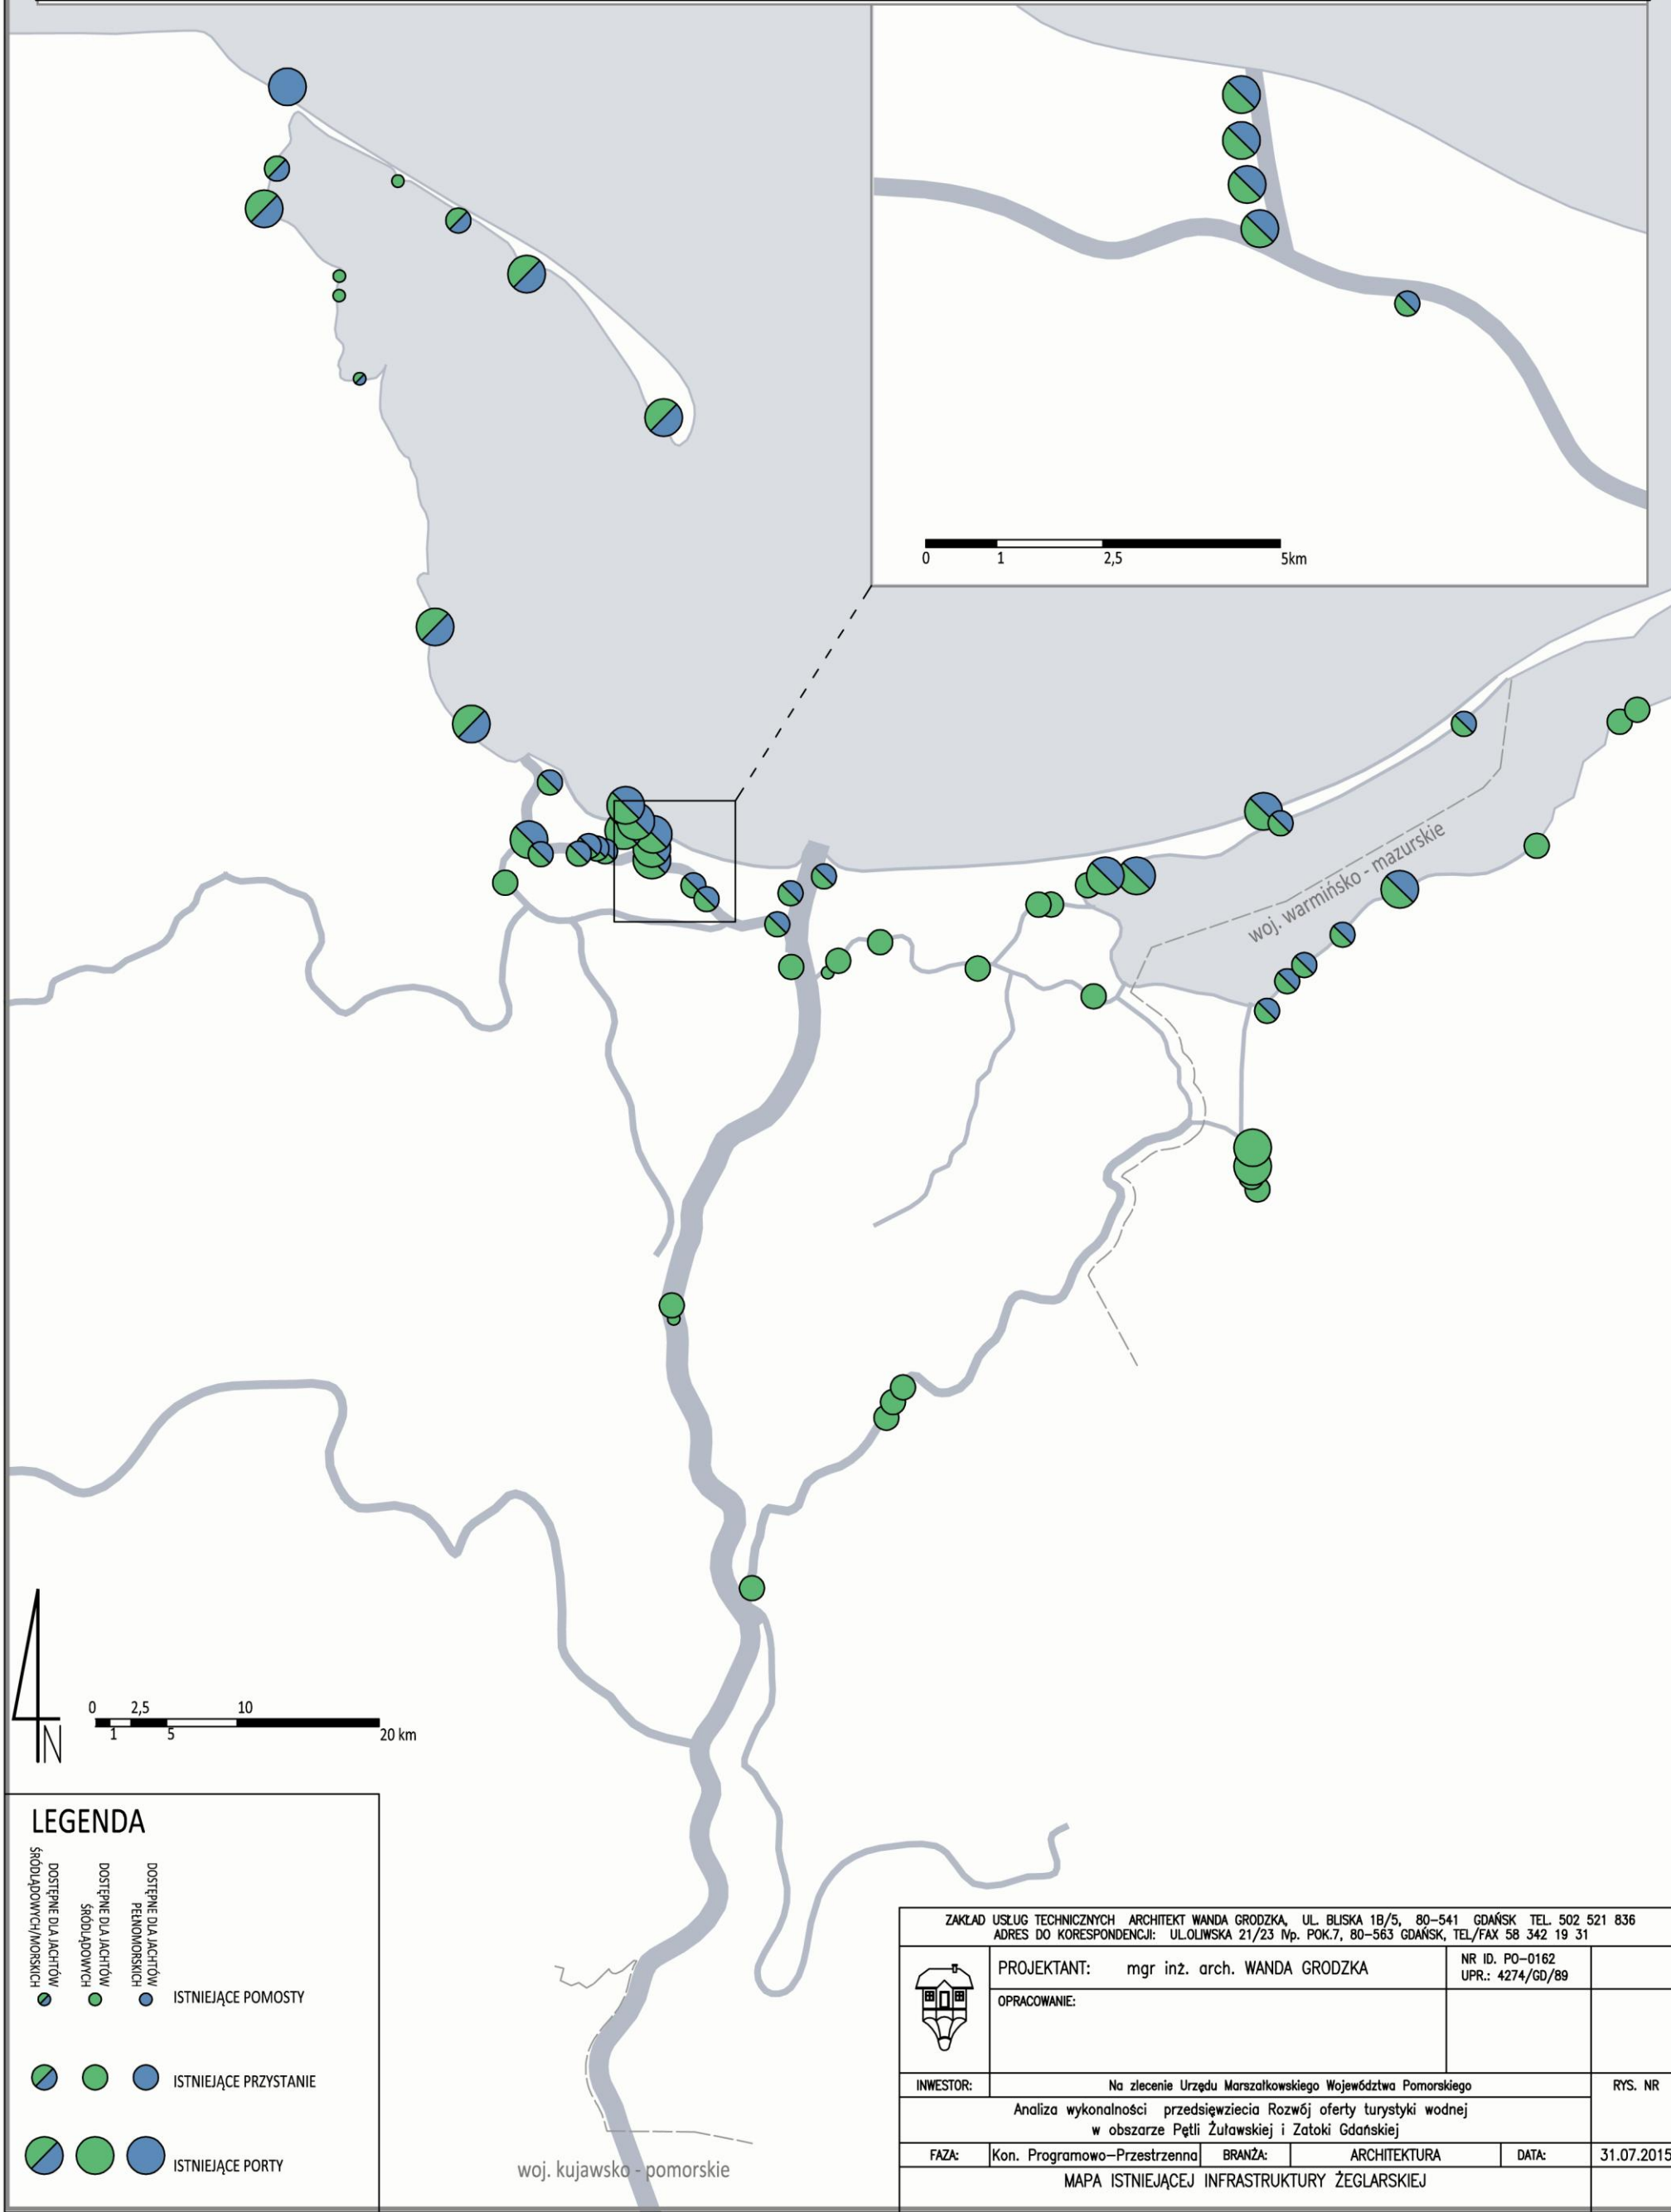 0 1 2,5 5km
woj. warmińsko - mazurskie
0 2,5 10
1 5 20 km
N
LEGENDA
DOSTĘPNE DLA JACHTÓW
ŚRÓDLĄDOWYCH/MORSKICH
DOSTĘPNE DLA JACHTÓW
ŚRÓDLĄDOWYCH
DOSTĘPNE DLA JACHTÓW
PEŁNOMORSKICH
ISTNIEJĄCE POMOSTY
ISTNIEJĄCE PRZYSTANIE
ISTNIEJĄCE PORTY
woj. kujawsko - pomorskie
ZAKŁAD USŁUG TECHNICZNYCH ARCHITEKT WANDA GRODZKA, UL. BLISKA 1B/5, 80-541 GDAŃSK TEL. 502 521 836
ADRES DO KORESPONDENCJI: UL.OLIWSKA 21/23 IVp. POK.7, 80-563 GDAŃSK, TEL/FAX 58 342 19 31
PROJEKTANT: mgr inż. arch. WANDA GRODZKA
NR ID. PO-0162
UPR.: 4274/GD/89
OPRACOWANIE:
INWESTOR: Na zlecenie Urzędu Marszałkowskiego Województwa Pomorskiego RYS. NR
Analiza wykonalności przedsięwziecia Rozwój oferty turystyki wodnej
w obszarze Pętli Żuławskiej i Zatoki Gdańskiej
FAZA: Kon. Programowo-Przestrzenna BRANŻA: ARCHITEKTURA DATA: 31.07.2015
MAPA ISTNIEJĄCEJ INFRASTRUKTURY ŻEGLARSKIEJ